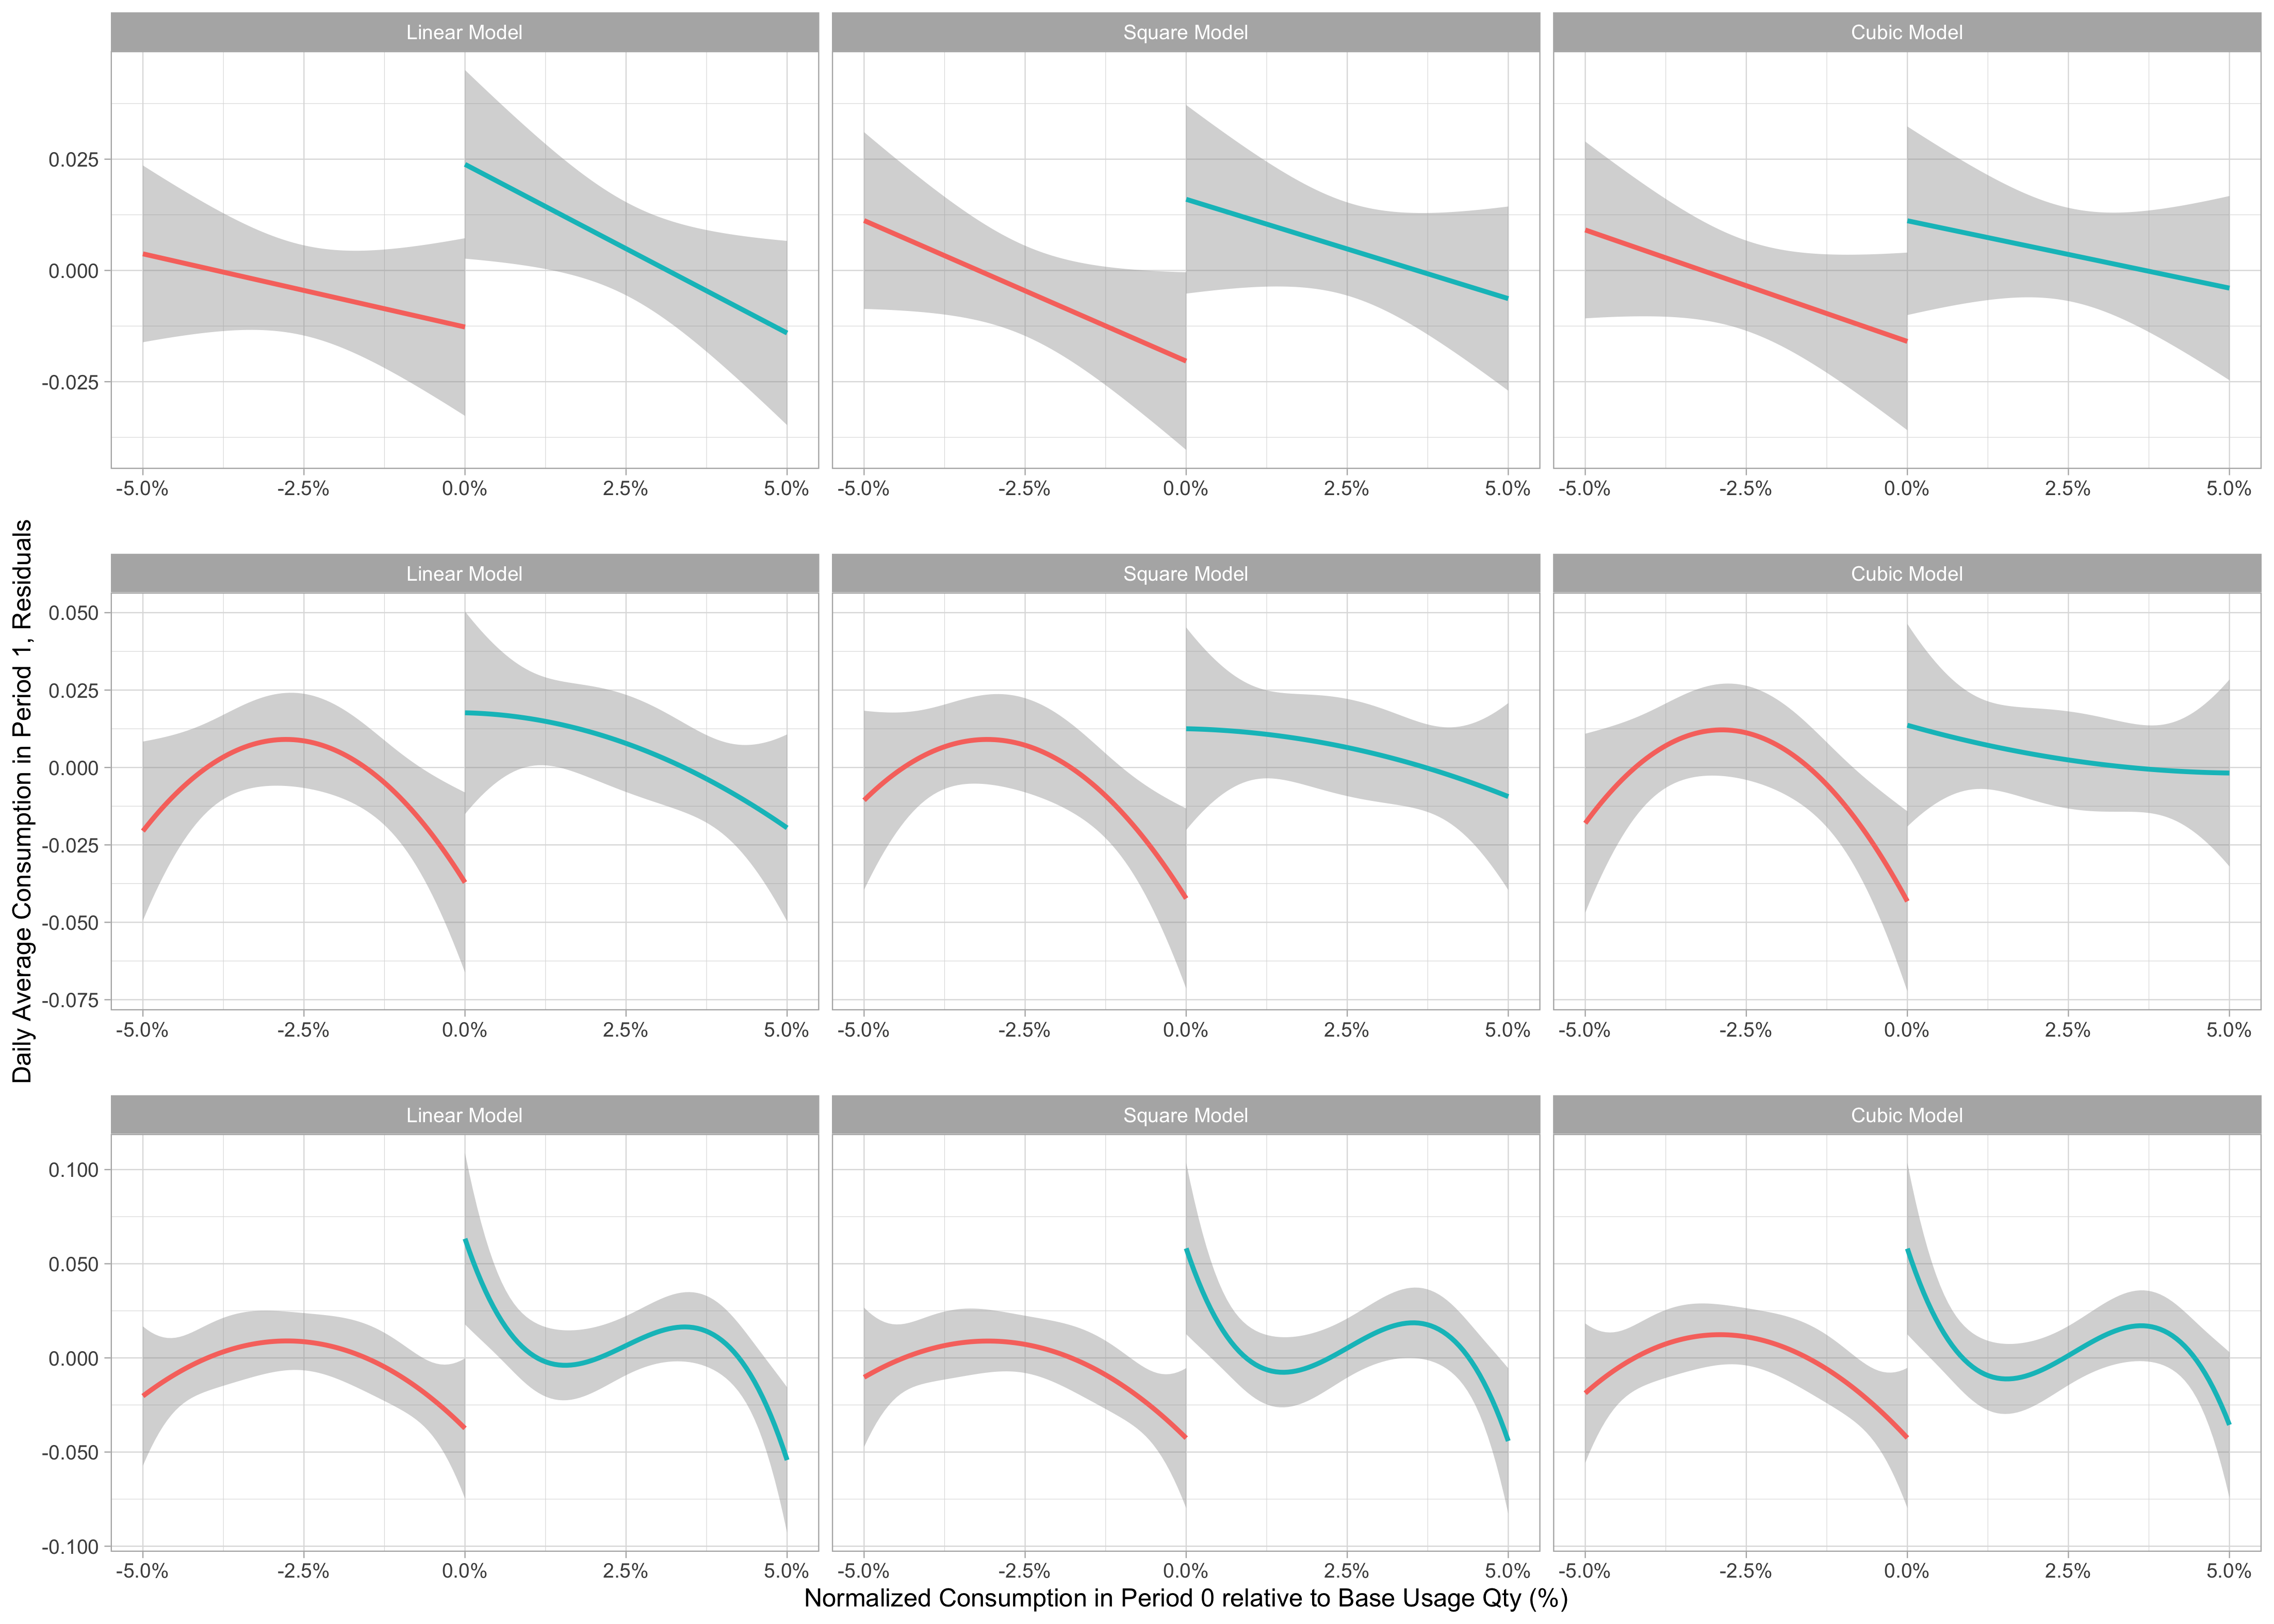 Linear Model
Square Model
Cubic Model
0.025
0.000
-0.025
-5.0% -2.5% 0.0% 2.5% 5.0%
-5.0% -2.5% 0.0% 2.5% 5.0%
-5.0% -2.5% 0.0% 2.5% 5.0%
Daily Average Consumption in Period 1, Residuals
Linear Model
Square Model
Cubic Model
0.050
0.025
0.000
-0.025
-0.050
-0.075
-5.0% -2.5% 0.0% 2.5% 5.0%
-5.0% -2.5% 0.0% 2.5% 5.0%
-5.0% -2.5% 0.0% 2.5% 5.0%
Linear Model
Square Model
Cubic Model
0.100
0.050
0.000
-0.050
-0.100
-5.0% -2.5% 0.0% 2.5% 5.0%
-5.0% -2.5% 0.0% 2.5% 5.0%
-5.0% -2.5% 0.0% 2.5% 5.0%
Normalized Consumption in Period 0 relative to Base Usage Qty (%)